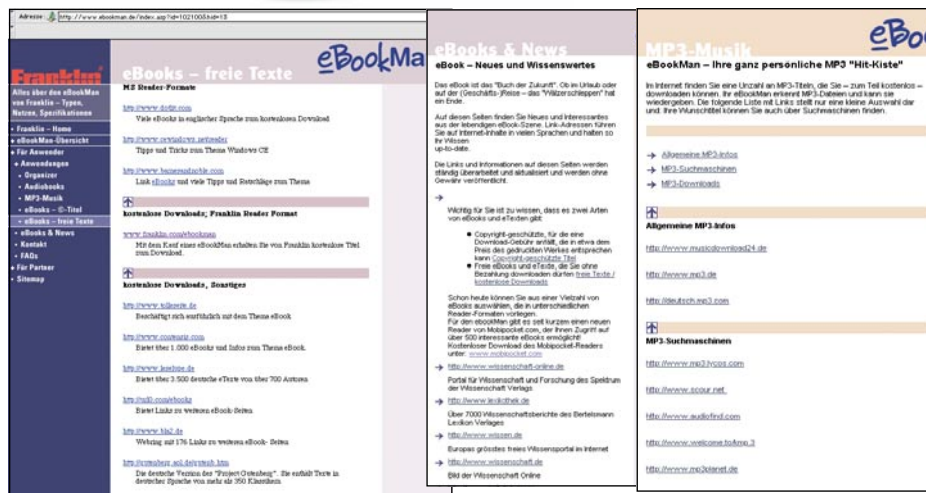 Adresse http://www.ebookman.de/index.asp?id=102100&hid=13
Franklin
Alles über den eBookMan
von Franklin – Typen,
Nutzen, Spezifikationen
Franklin – Home
eBookMan-Übersicht
Für Anwender
Anwendungen
Organizer
Audiobooks
MP3-Musik
eBooks – ©-Titel
eBooks – freie Texte
eBooks & News
Kontakt
FAQs
Für Partner
Sitemap
eBookMa
eBooks – freie Texte
MS Reader-Formate
Viele eBooks in englischer Sprache zum kostenlosen Download
Tipps und Tricks zum Thema Windows CE
http://www.barnesandnoble.com
Link eBooks und viele Tipps und Ratschläge zum Thema
kostenlose Downloads; Franklin Reader Format
www.franklin.com/ebookman
Mit dem Kauf eines eBookMan erhalten Sie von Franklin kostenlose Titel
zum Download.
kostenlose Downloads, Sonstiges
Beschäftigt sich ausführlich mit dem Thema eBook
Bietet über 1.000 eBooks und Infos zum Thema eBook.
Bietet über 3.500 deutsche eTexte von über 700 Autoren
Bietet Links zu weiteren eBook-Seiten.
Webring mit 176 Links zu weiteren eBook- Seiten
http://gutenberg.aol.de/gutenb.htm
Die deutsche Version des "Project-Gutenberg". Sie enthält Texte in
deutscher Sprache von mehr als 350 Klassikern.
eBooks & News
eBook – Neues und Wissenswertes
Das eBook ist das "Buch der Zukunft". Ob im Urlaub oder
auf der (Geschäfts-)Reise – das "Wälzerschleppen" hat
ein Ende.
Auf diesen Seiten finden Sie Neues und Interessantes
aus der lebendigen eBook-Szene. Link-Adressen führen
Sie auf Internet-Inhalte in vielen Sprachen und halten so
Ihr Wissen
up-to-date.
Die Links und Informationen auf diesen Seiten werden
ständig überarbeitet und aktualisiert und werden ohne
Gewähr veröffentlicht.
Wichtig für Sie ist zu wissen, dass es zwei Arten
von eBooks und eTexten gibt:
Copyright-geschützte, für die eine
Download-Gebühr anfällt, die in etwa dem
Preis des gedruckten Werkes entsprechen
kann Copyright-geschützte Titel
Freie eBooks und eTexte, die Sie ohne
Bezahlung downloaden dürfen freie Texte /
kostenlose Downloads
Schon heute können Sie aus einer Vielzahl von
eBooks auswählen, die in unterschiedlichen
Reader-Formaten vorliegen.
Für den ebookMan gibt es seit kurzem einen neuen
Reader von Mobipocket.com, der Ihnen Zugriff auf
über 500 interessante eBooks ermöglicht!
Kostenloser Download des Mobipocket-Readers
unter: www.mobipocket.com
http://www.wissenschaft-online.de
Portal für Wissenschaft und Forschung des Spektrum
der Wissenschaft Verlags
http://www.lexicothek.de
Über 7000 Wissenschaftsberichte des Bertelsmann
Lexikon Verlages
http://www.wissen.de
Europas grösstes freies Wissensportal im Internet
http://www.wissenschaft.de
Bild der Wissenschaft Online
eBoo
MP3-Musik
eBookMan – Ihre ganz persönliche MP3 "Hit-Kiste"
Im Internet finden Sie eine Unzahl an MP3-Titeln, die Sie – zum Teil kostenlos –
downloaden können. Ihr eBookMan erkennt MP3-Dateien und kann sie
wiedergeben. Die folgende Liste mit Links stellt nur eine kleine Auswahl dar
und. Ihre Wunschtitel können Sie auch über Suchmaschinen finden.
Allgemeine MP3-Infos
MP3-Suchmaschinen
MP3-Downloads
Allgemeine MP3-Infos
http://www.musicdownload24.de
http://www.mp3.de
http://deutsch.mp3.com
MP3-Suchmaschinen
http://www.mp3.lycos.com
http://www.scour.net
http://www.audiofind.com
http://www.welcome.to/kmp.3
http://www.mp3planet.de